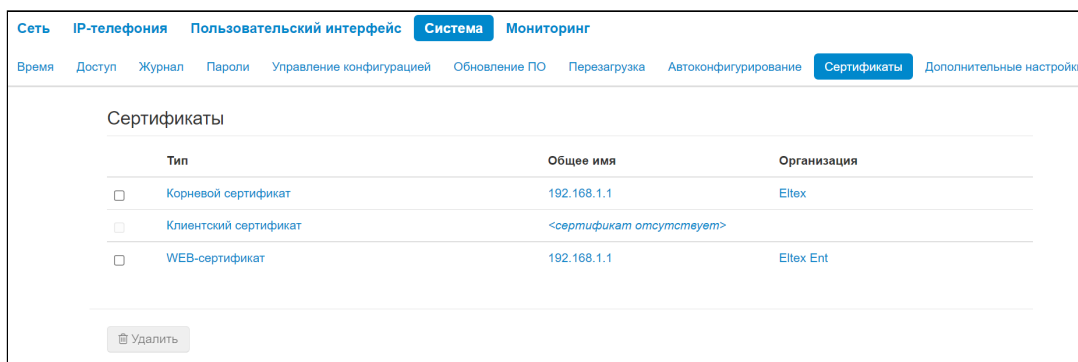 Сеть IP-телефония Пользовательский интерфейс Система Мониторинг
Время Доступ Журнал Пароли Управление конфигурацией Обновление ПО Перезагрузка Автоконфигурирование Сертификаты Дополнительные настройки
Сертификаты
Тип Общее имя Организация
Корневой сертификат 192.168.1.1 Eltex
Клиентский сертификат <сертификат отсутствует>
WEB-сертификат 192.168.1.1 Eltex Ent
Удалить